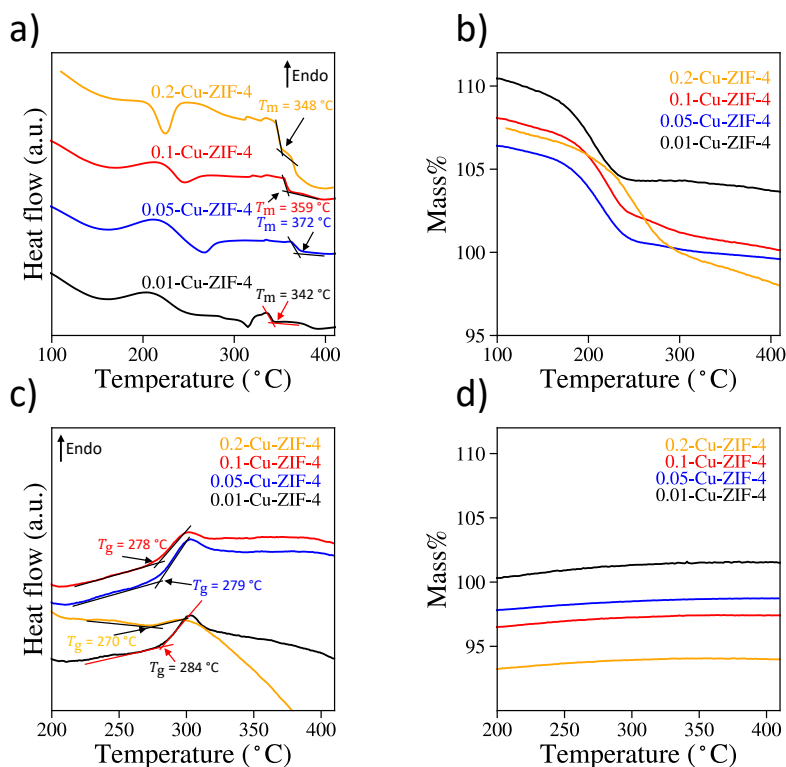 a)
Endo
0.2-Cu-ZIF-4
Tm = 348 °C
0.1-Cu-ZIF-4
Tm = 359 °C
0.05-Cu-ZIF-4
Tm = 372 °C
0.01-Cu-ZIF-4
Tm = 342 °C
Heat flow (a.u.)
100 200 300 400
Temperature (°C)
b)
0.2-Cu-ZIF-4
0.1-Cu-ZIF-4
0.05-Cu-ZIF-4
0.01-Cu-ZIF-4
110
105
100
95
Mass%
100 200 300 400
Temperature (°C)
c)
Endo
0.2-Cu-ZIF-4
0.1-Cu-ZIF-4
0.05-Cu-ZIF-4
0.01-Cu-ZIF-4
Tg = 278 °C
Tg = 279 °C
Tg = 270 °C
Tg = 284 °C
Heat flow (a.u.)
200 250 300 350 400
Temperature (°C)
d)
0.2-Cu-ZIF-4
0.1-Cu-ZIF-4
0.05-Cu-ZIF-4
0.01-Cu-ZIF-4
110
105
100
95
Mass%
200 250 300 350 400
Temperature (°C)